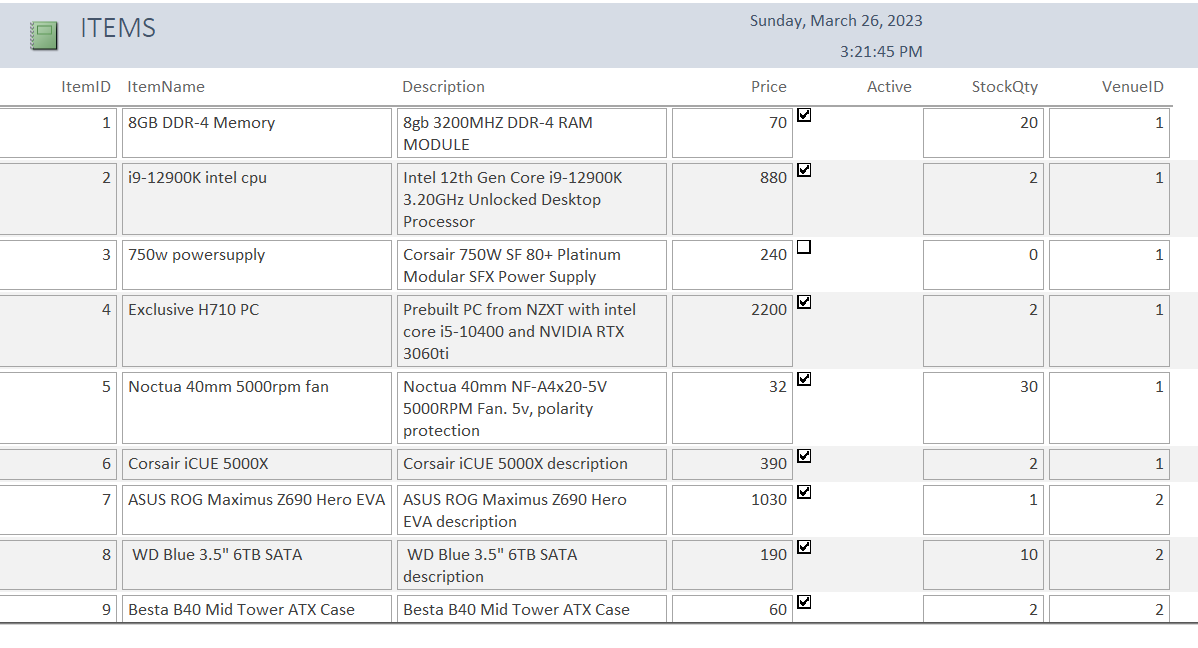 ITEMS
Sunday, March 26, 2023
3:21:45 PM
ItemID ItemName Description Price Active StockQty VenueID
1 8GB DDR-4 Memory 8gb 3200MHZ DDR-4 RAM 70 20 1
MODULE
2 i9-12900K intel cpu Intel 12th Gen Core i9-12900K 880 2 1
3.20GHz Unlocked Desktop
Processor
3 750w powersupply Corsair 750W SF 80+ Platinum 240 0 1
Modular SFX Power Supply
4 Exclusive H710 PC Prebuilt PC from NZXT with intel 2200 2 1
core i5-10400 and NVIDIA RTX
3060ti
5 Noctua 40mm 5000rpm fan Noctua 40mm NF-A4x20-5V 32 30 1
5000RPM Fan. 5v, polarity
protection
6 Corsair iCUE 5000X Corsair iCUE 5000X description 390 2 1
7 ASUS ROG Maximus Z690 Hero EVA ASUS ROG Maximus Z690 Hero 1030 1 2
EVA description
8 WD Blue 3.5" 6TB SATA WD Blue 3.5" 6TB SATA 190 10 2
description
9 Besta B40 Mid Tower ATX Case Besta B40 Mid Tower ATX Case 60 2 2